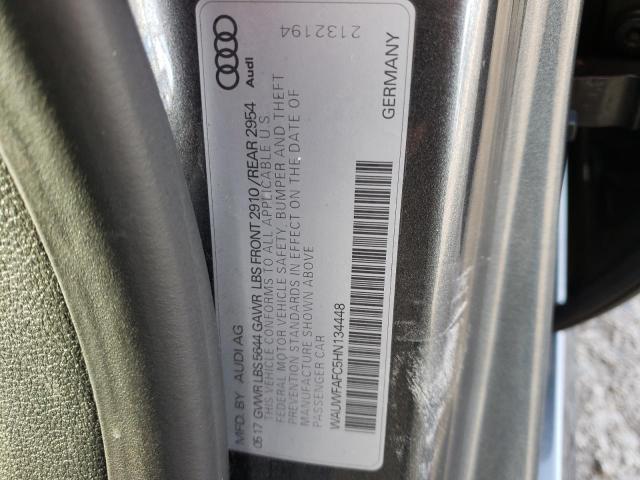 MFD. BY AUDI AG
05 17 GVWR LBS 5644 GAWR LBS FRONT 2910 / REAR 2954
THIS VEHICLE CONFORMS TO ALL APPLICABLE U.S.
FEDERAL MOTOR VEHICLE SAFETY, BUMPER AND THEFT
PREVENTION STANDARDS IN EFFECT ON THE DATE OF
MANUFACTURE SHOWN ABOVE
PASSENGER CAR
WAUWFAFC5HN134448
Audi
GERMANY
2132194